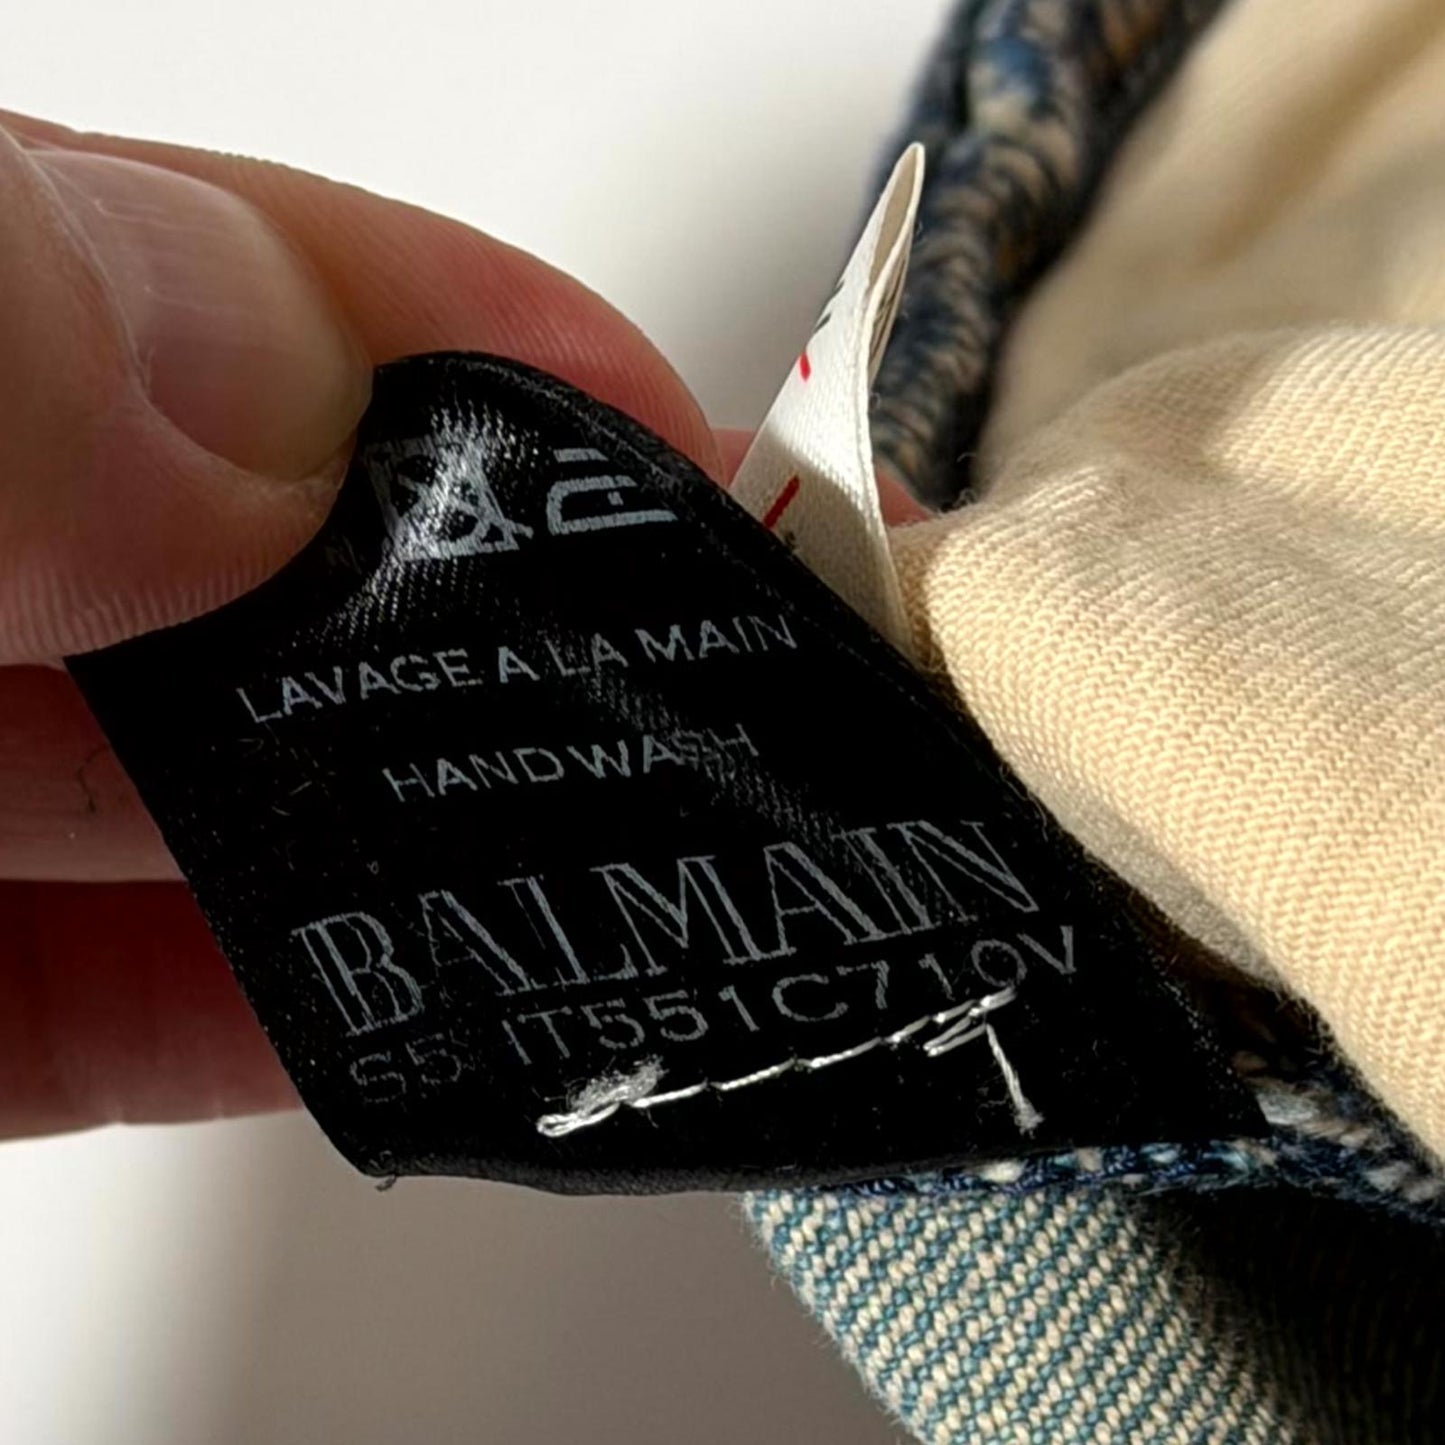 LAVAGE A LA MAIN
HAND WASH
BALMAIN
S5 IT551C710V